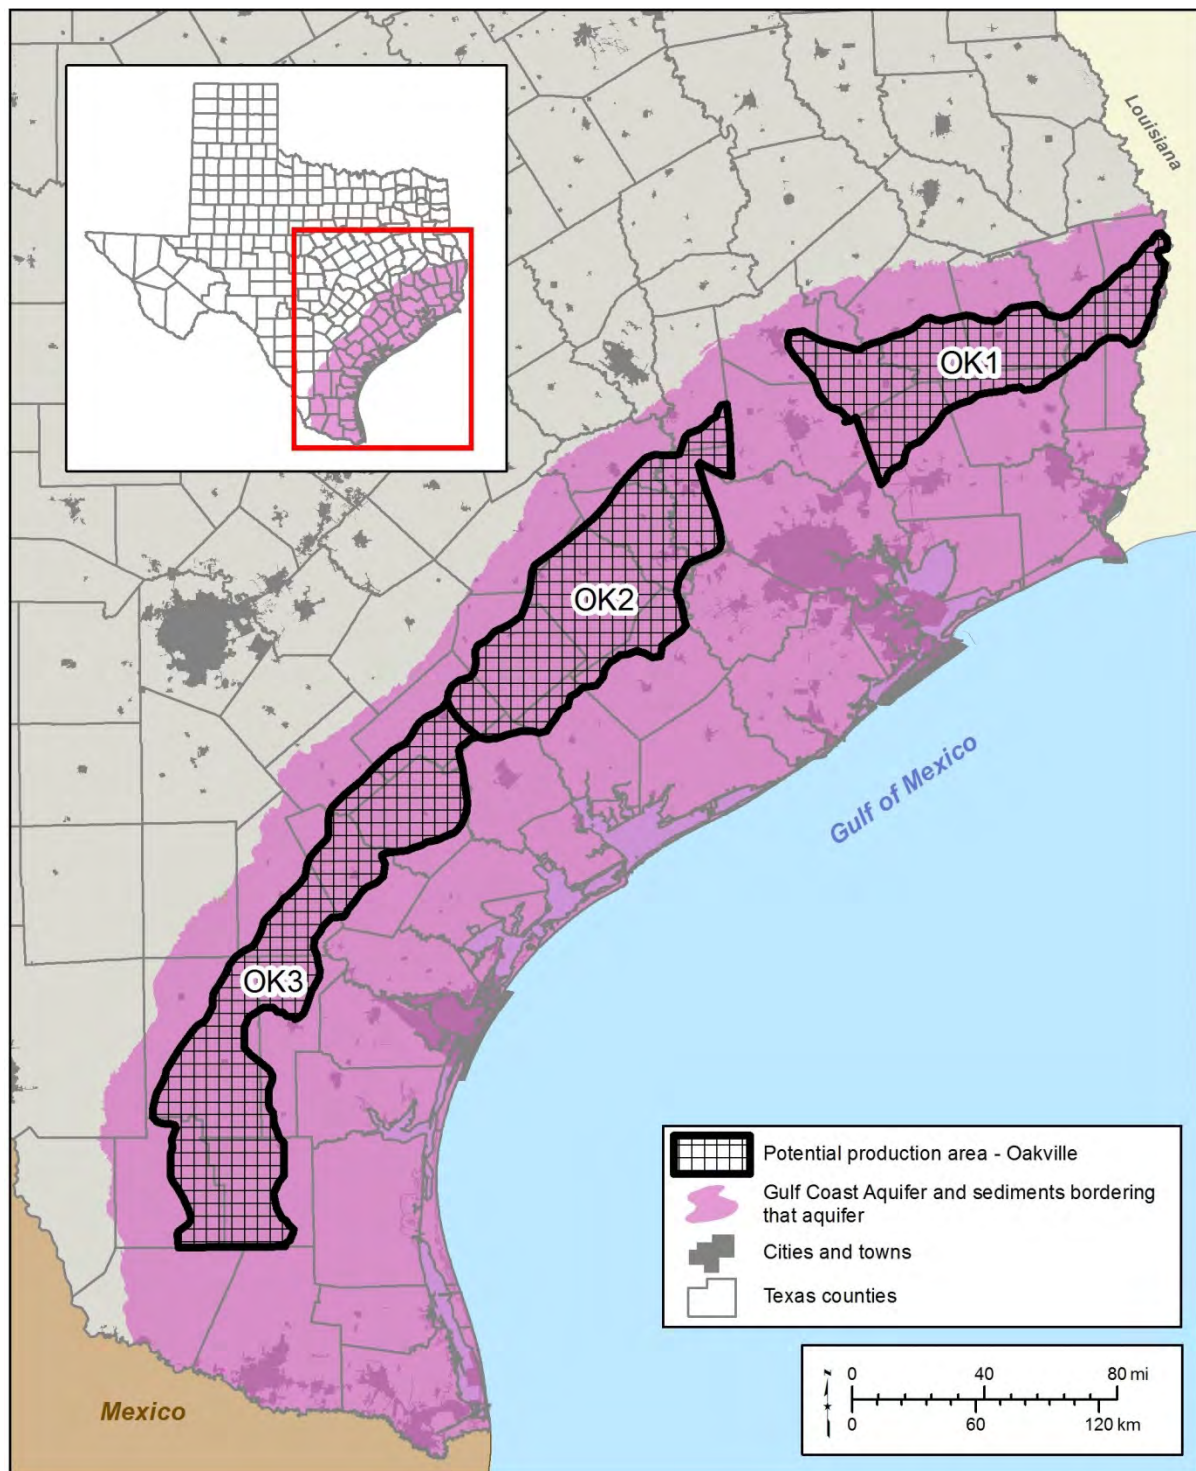 Louisiana
OK1
OK2
Gulf of Mexico
OK3
Potential production area - Oakville
Gulf Coast Aquifer and sediments bordering
that aquifer
Cities and towns
Texas counties
Mexico
N
0 40 80 mi
0 60 120 km